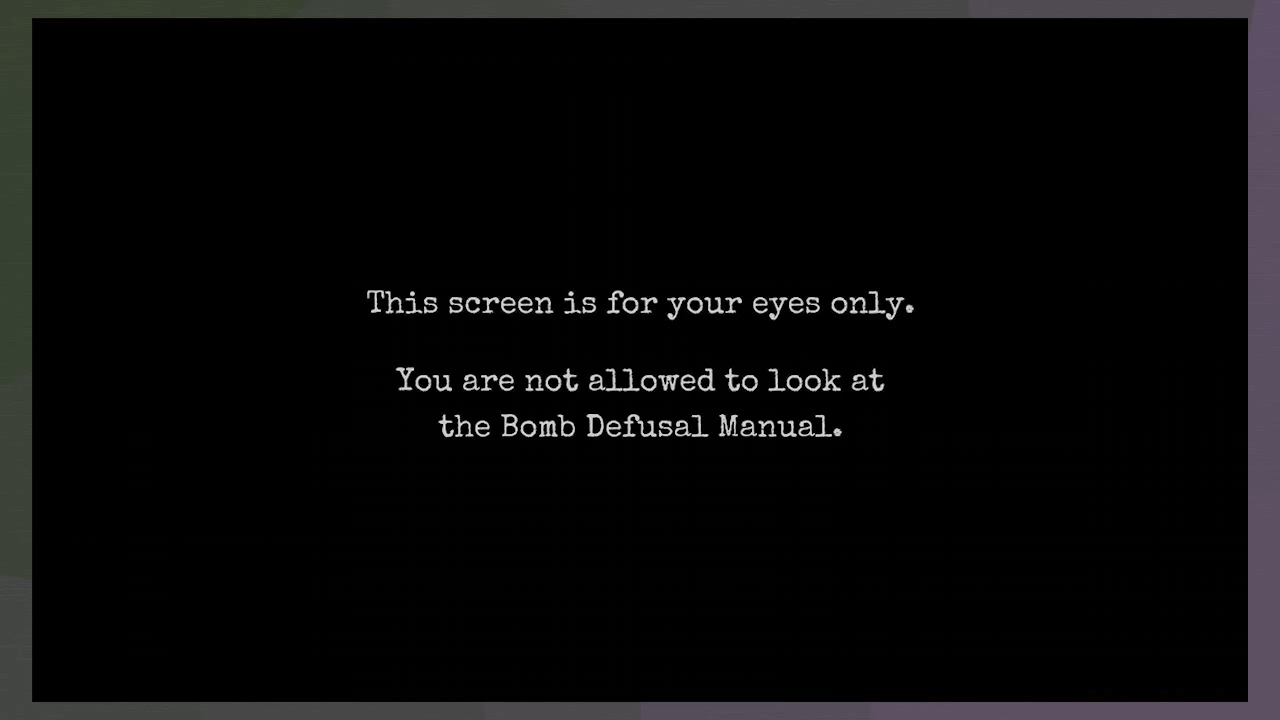 This screen is for your eyes only.
You are not allowed to look at
the Bomb Defusal Manual.